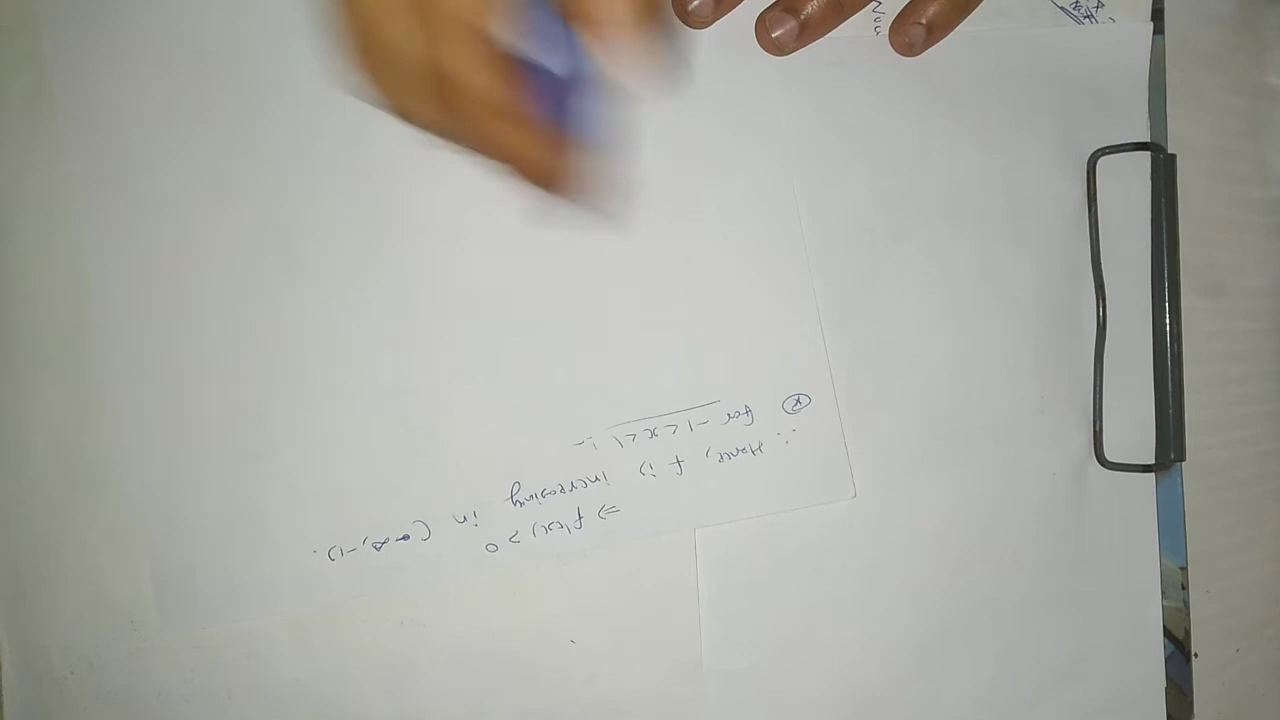 ⇒ f'(x) > 0
∴ Hence, f is increasing in (-∞, -1).
⊛ for -1 < x < 1 :-